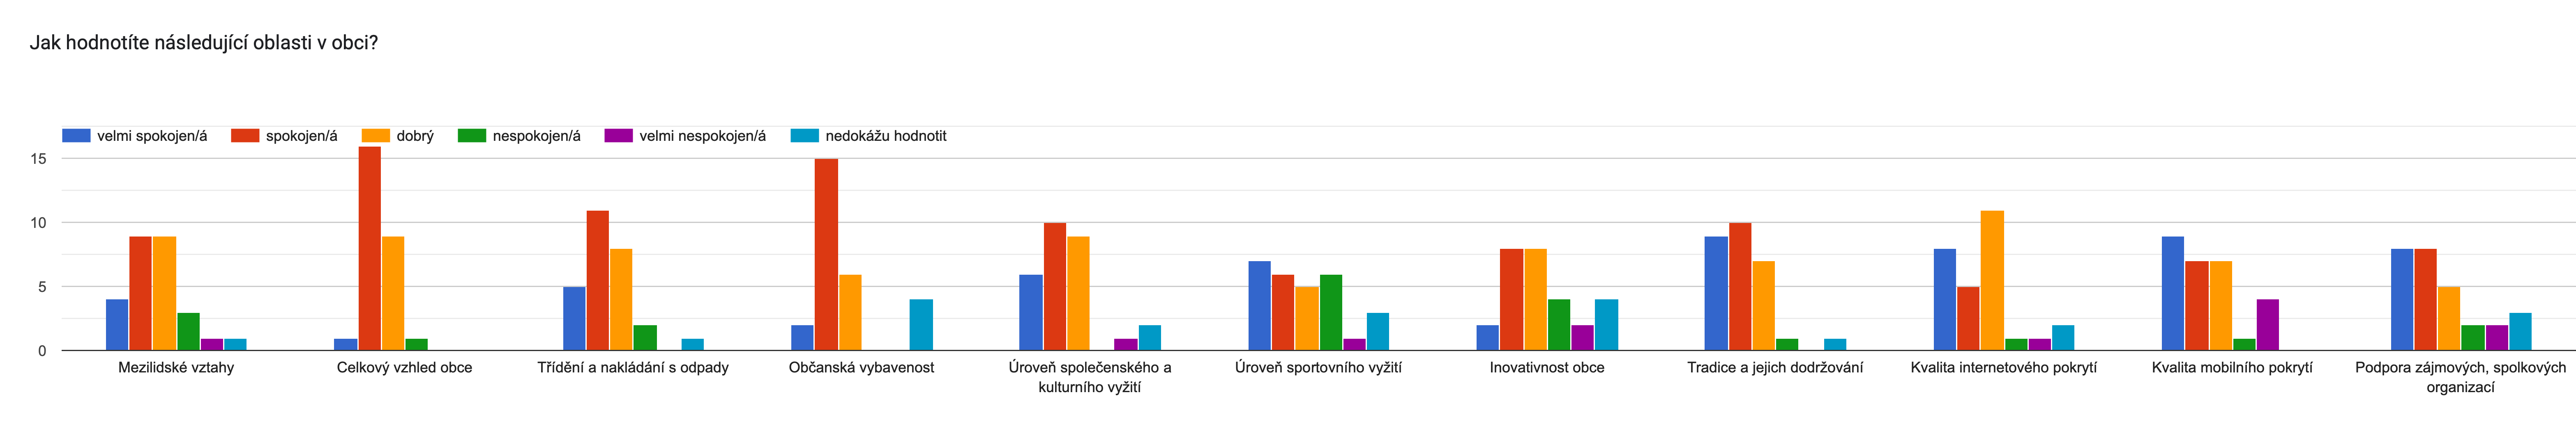 Jak hodnotíte následující oblasti v obci?
velmi spokojen/á spokojen/á dobrý nespokojen/á velmi nespokojen/á nedokážu hodnotit
15
10
5
0
Mezilidské vztahy
Celkový vzhled obce
Třídění a nakládání s odpady
Občanská vybavenost
Úroveň společenského a
kulturního vyžití
Úroveň sportovního vyžití
Inovativnost obce
Tradice a jejich dodržování
Kvalita internetového pokrytí
Kvalita mobilního pokrytí
Podpora zájmových, spolkových
organizací